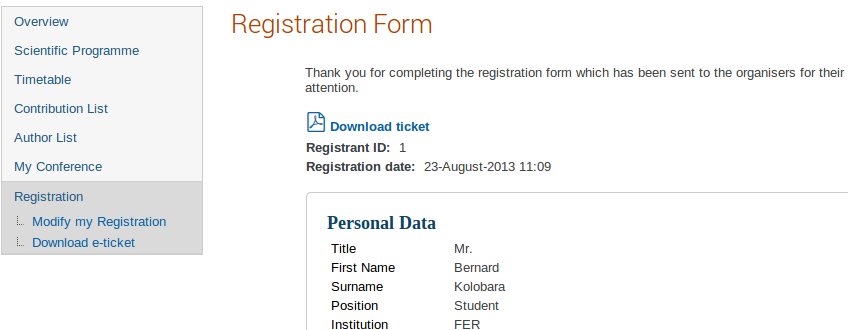 Overview
Scientific Programme
Timetable
Contribution List
Author List
My Conference
Registration
Modify my Registration
Download e-ticket
Registration Form
Thank you for completing the registration form which has been sent to the organisers for their
attention.
Download ticket
Registrant ID: 1
Registration date: 23-August-2013 11:09
Personal Data
Title Mr.
First Name Bernard
Surname Kolobara
Position Student
Institution FER